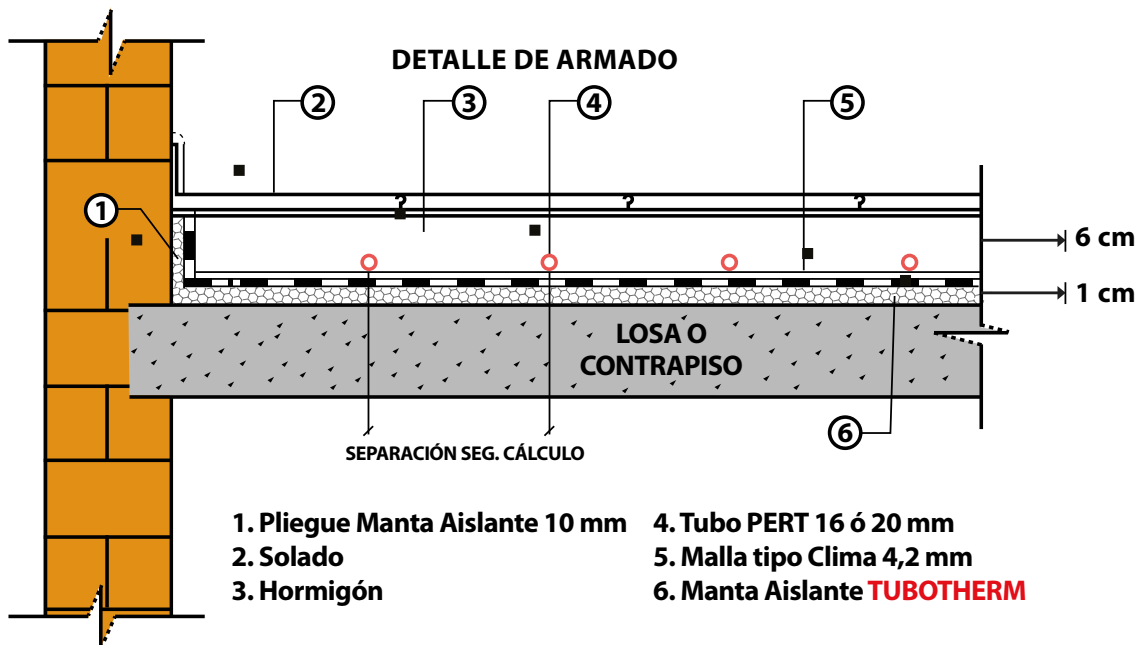 DETALLE DE ARMADO
2
3
4
5
1
6 cm
1 cm
LOSA O
CONTRAPISO
6
SEPARACIÓN SEG. CÁLCULO
1. Pliegue Manta Aislante 10 mm
2. Solado
3. Hormigón
4. Tubo PERT 16 ó 20 mm
5. Malla tipo Clima 4,2 mm
6. Manta Aislante TUBOTHERM